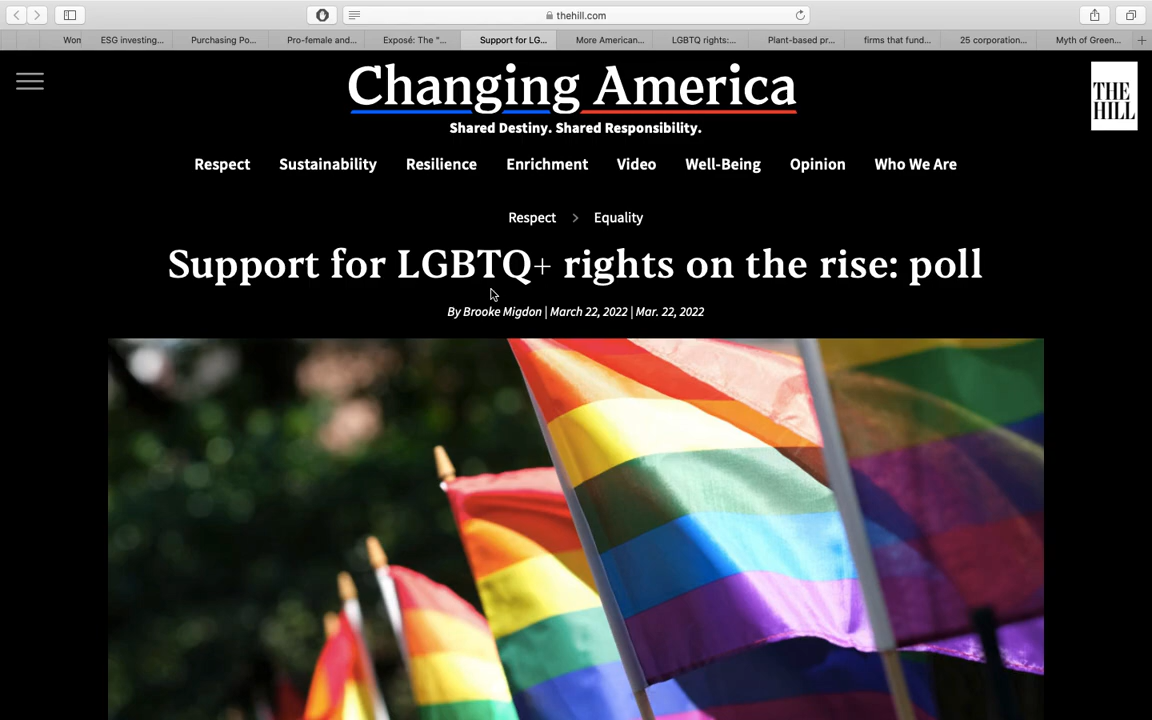 thehill.com
Won
ESG investing...
Purchasing Po...
Pro-female and...
Exposé: The "...
Support for LG...
More American...
LGBTQ rights:...
Plant-based pr...
firms that fund...
25 corporation...
Myth of Green...
Changing America
Shared Destiny. Shared Responsibility.
THE
HILL
Respect
Sustainability
Resilience
Enrichment
Video
Well-Being
Opinion
Who We Are
Respect > Equality
Support for LGBTQ+ rights on the rise: poll
By Brooke Migdon | March 22, 2022 | Mar. 22, 2022